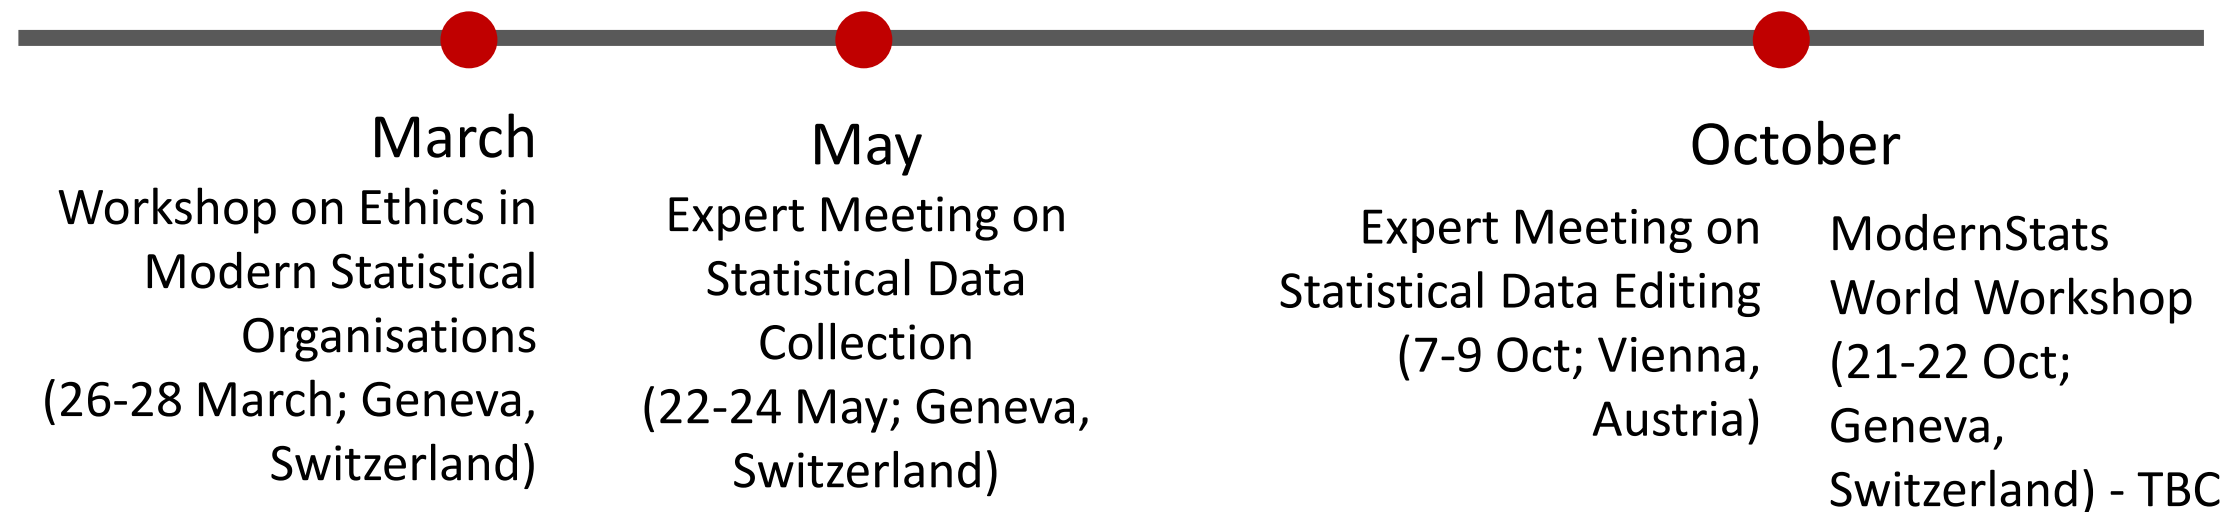 March
Workshop on Ethics in
Modern Statistical
Organisations
(26-28 March; Geneva,
Switzerland)
May
Expert Meeting on
Statistical Data
Collection
(22-24 May; Geneva,
Switzerland)
October
Expert Meeting on
Statistical Data Editing
(7-9 Oct; Vienna,
Austria)
ModernStats
World Workshop
(21-22 Oct;
Geneva,
Switzerland) - TBC